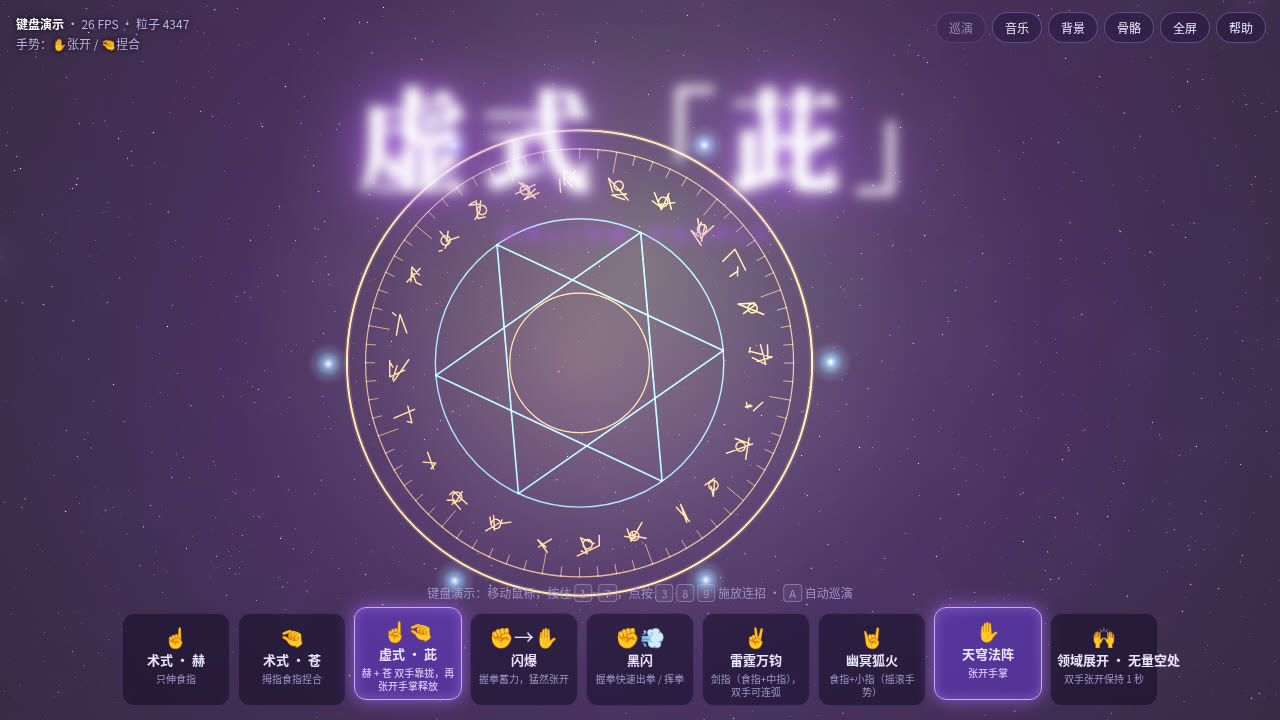 键盘演示 · 26 FPS · 粒子 4347
手势: ✋张开 / 🤏捏合
巡演 音乐 背景 骨骼 全屏 帮助
虚式「茈」
键盘演示：移动鼠标，按住 1 - 7，点按 3 8 9 施放连招 · A 自动巡演
术式 · 赫
只伸食指
术式 · 苍
拇指食指捏合
虚式 · 茈
赫 + 苍 双手靠拢，再
张开手掌释放
闪爆
握拳蓄力，猛然张开
黑闪
握拳快速出拳 / 挥拳
雷霆万钧
剑指（食指+中指），
双手可连弧
幽冥狐火
食指+小指（摇滚手
势）
天穹法阵
张开手掌
领域展开 · 无量空处
双手张开保持 1 秒